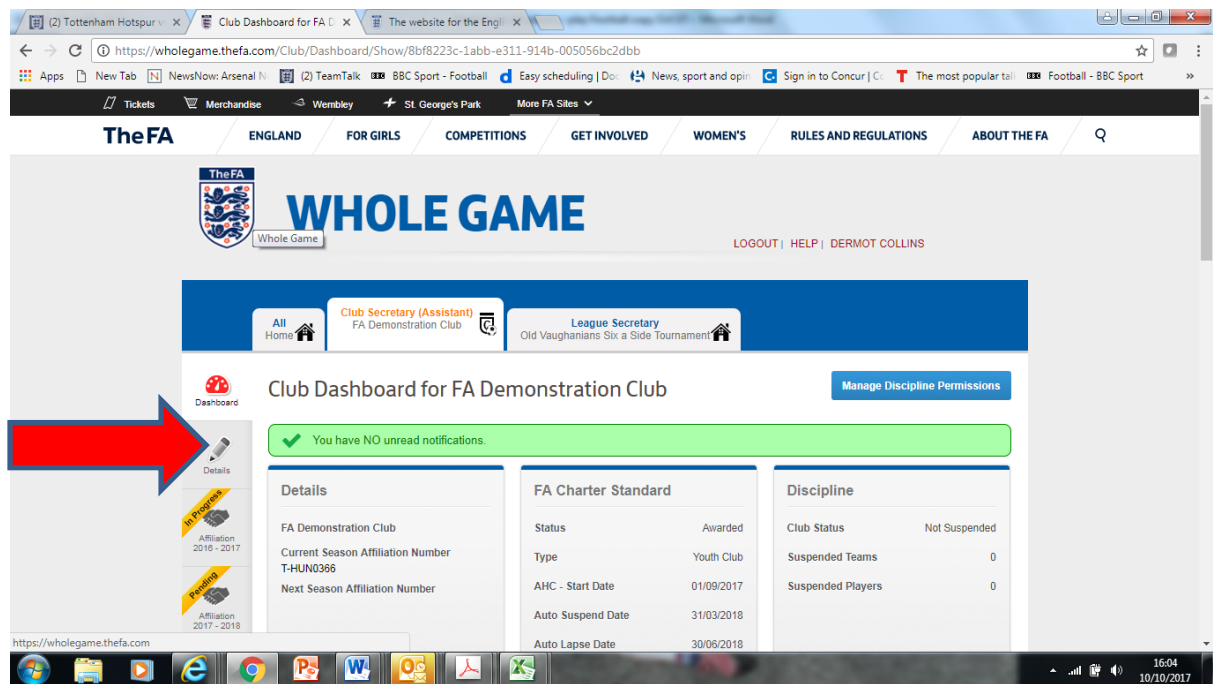 (2) Tottenham Hotspur v
Club Dashboard for FA D
The website for the Engli
https://wholegame.thefa.com/Club/Dashboard/Show/8bf8223c-1abb-e311-914b-005056bc2dbb
Apps New Tab NewsNow: Arsenal N (2) TeamTalk BBC Sport - Football Easy scheduling | Doo News, sport and opin Sign in to Concur | Co The most popular tall Football - BBC Sport »
Tickets Merchandise Wembley St. George's Park More FA Sites
TheFA ENGLAND FOR GIRLS COMPETITIONS GET INVOLVED WOMEN'S RULES AND REGULATIONS ABOUT THE FA
TheFA
WHOLE GAME
Whole Game
LOGOUT | HELP | DERMOT COLLINS
All
Home
Club Secretary (Assistant)
FA Demonstration Club
League Secretary
Old Vaughanians Six a Side Tournament
Dashboard
Club Dashboard for FA Demonstration Club
Manage Discipline Permissions
You have NO unread notifications.
Details
In Progress
Affiliation
2016 - 2017
Pending
Affiliation
2017 - 2018
Details
FA Demonstration Club
Current Season Affiliation Number
T-HUN0366
Next Season Affiliation Number
FA Charter Standard
Status Awarded
Type Youth Club
AHC - Start Date 01/09/2017
Auto Suspend Date 31/03/2018
Auto Lapse Date 30/06/2018
Discipline
Club Status Not Suspended
Suspended Teams 0
Suspended Players 0
https://wholegame.thefa.com
16:04
10/10/2017